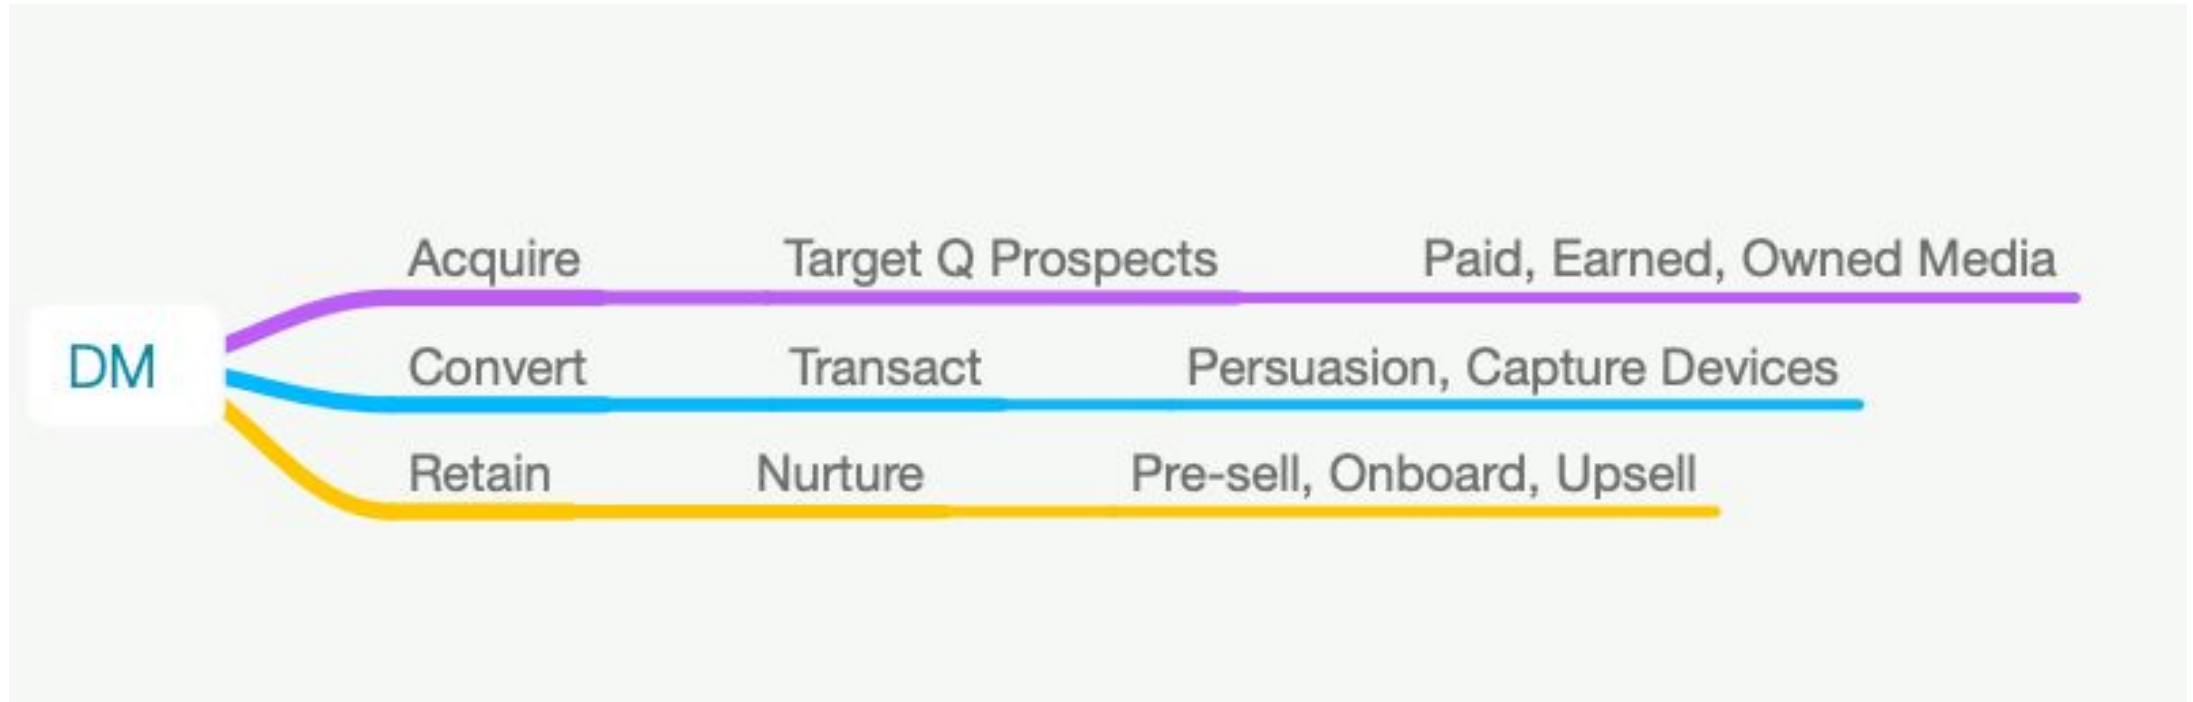 Acquire Target Q Prospects Paid, Earned, Owned Media
DM
Convert Transact Persuasion, Capture Devices
Retain Nurture Pre-sell, Onboard, Upsell